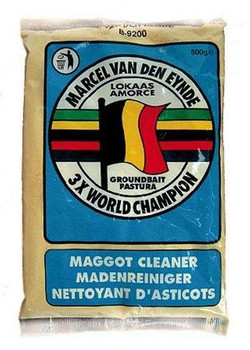 B-9200
500g e
MARCEL VAN DEN EYNDE
LOKAAS
AMORCE
GROUNDBAIT
PASTURA
3X WORLD CHAMPION
MAGGOT CLEANER
MADENREINIGER
NETTOYANT D'ASTICOTS